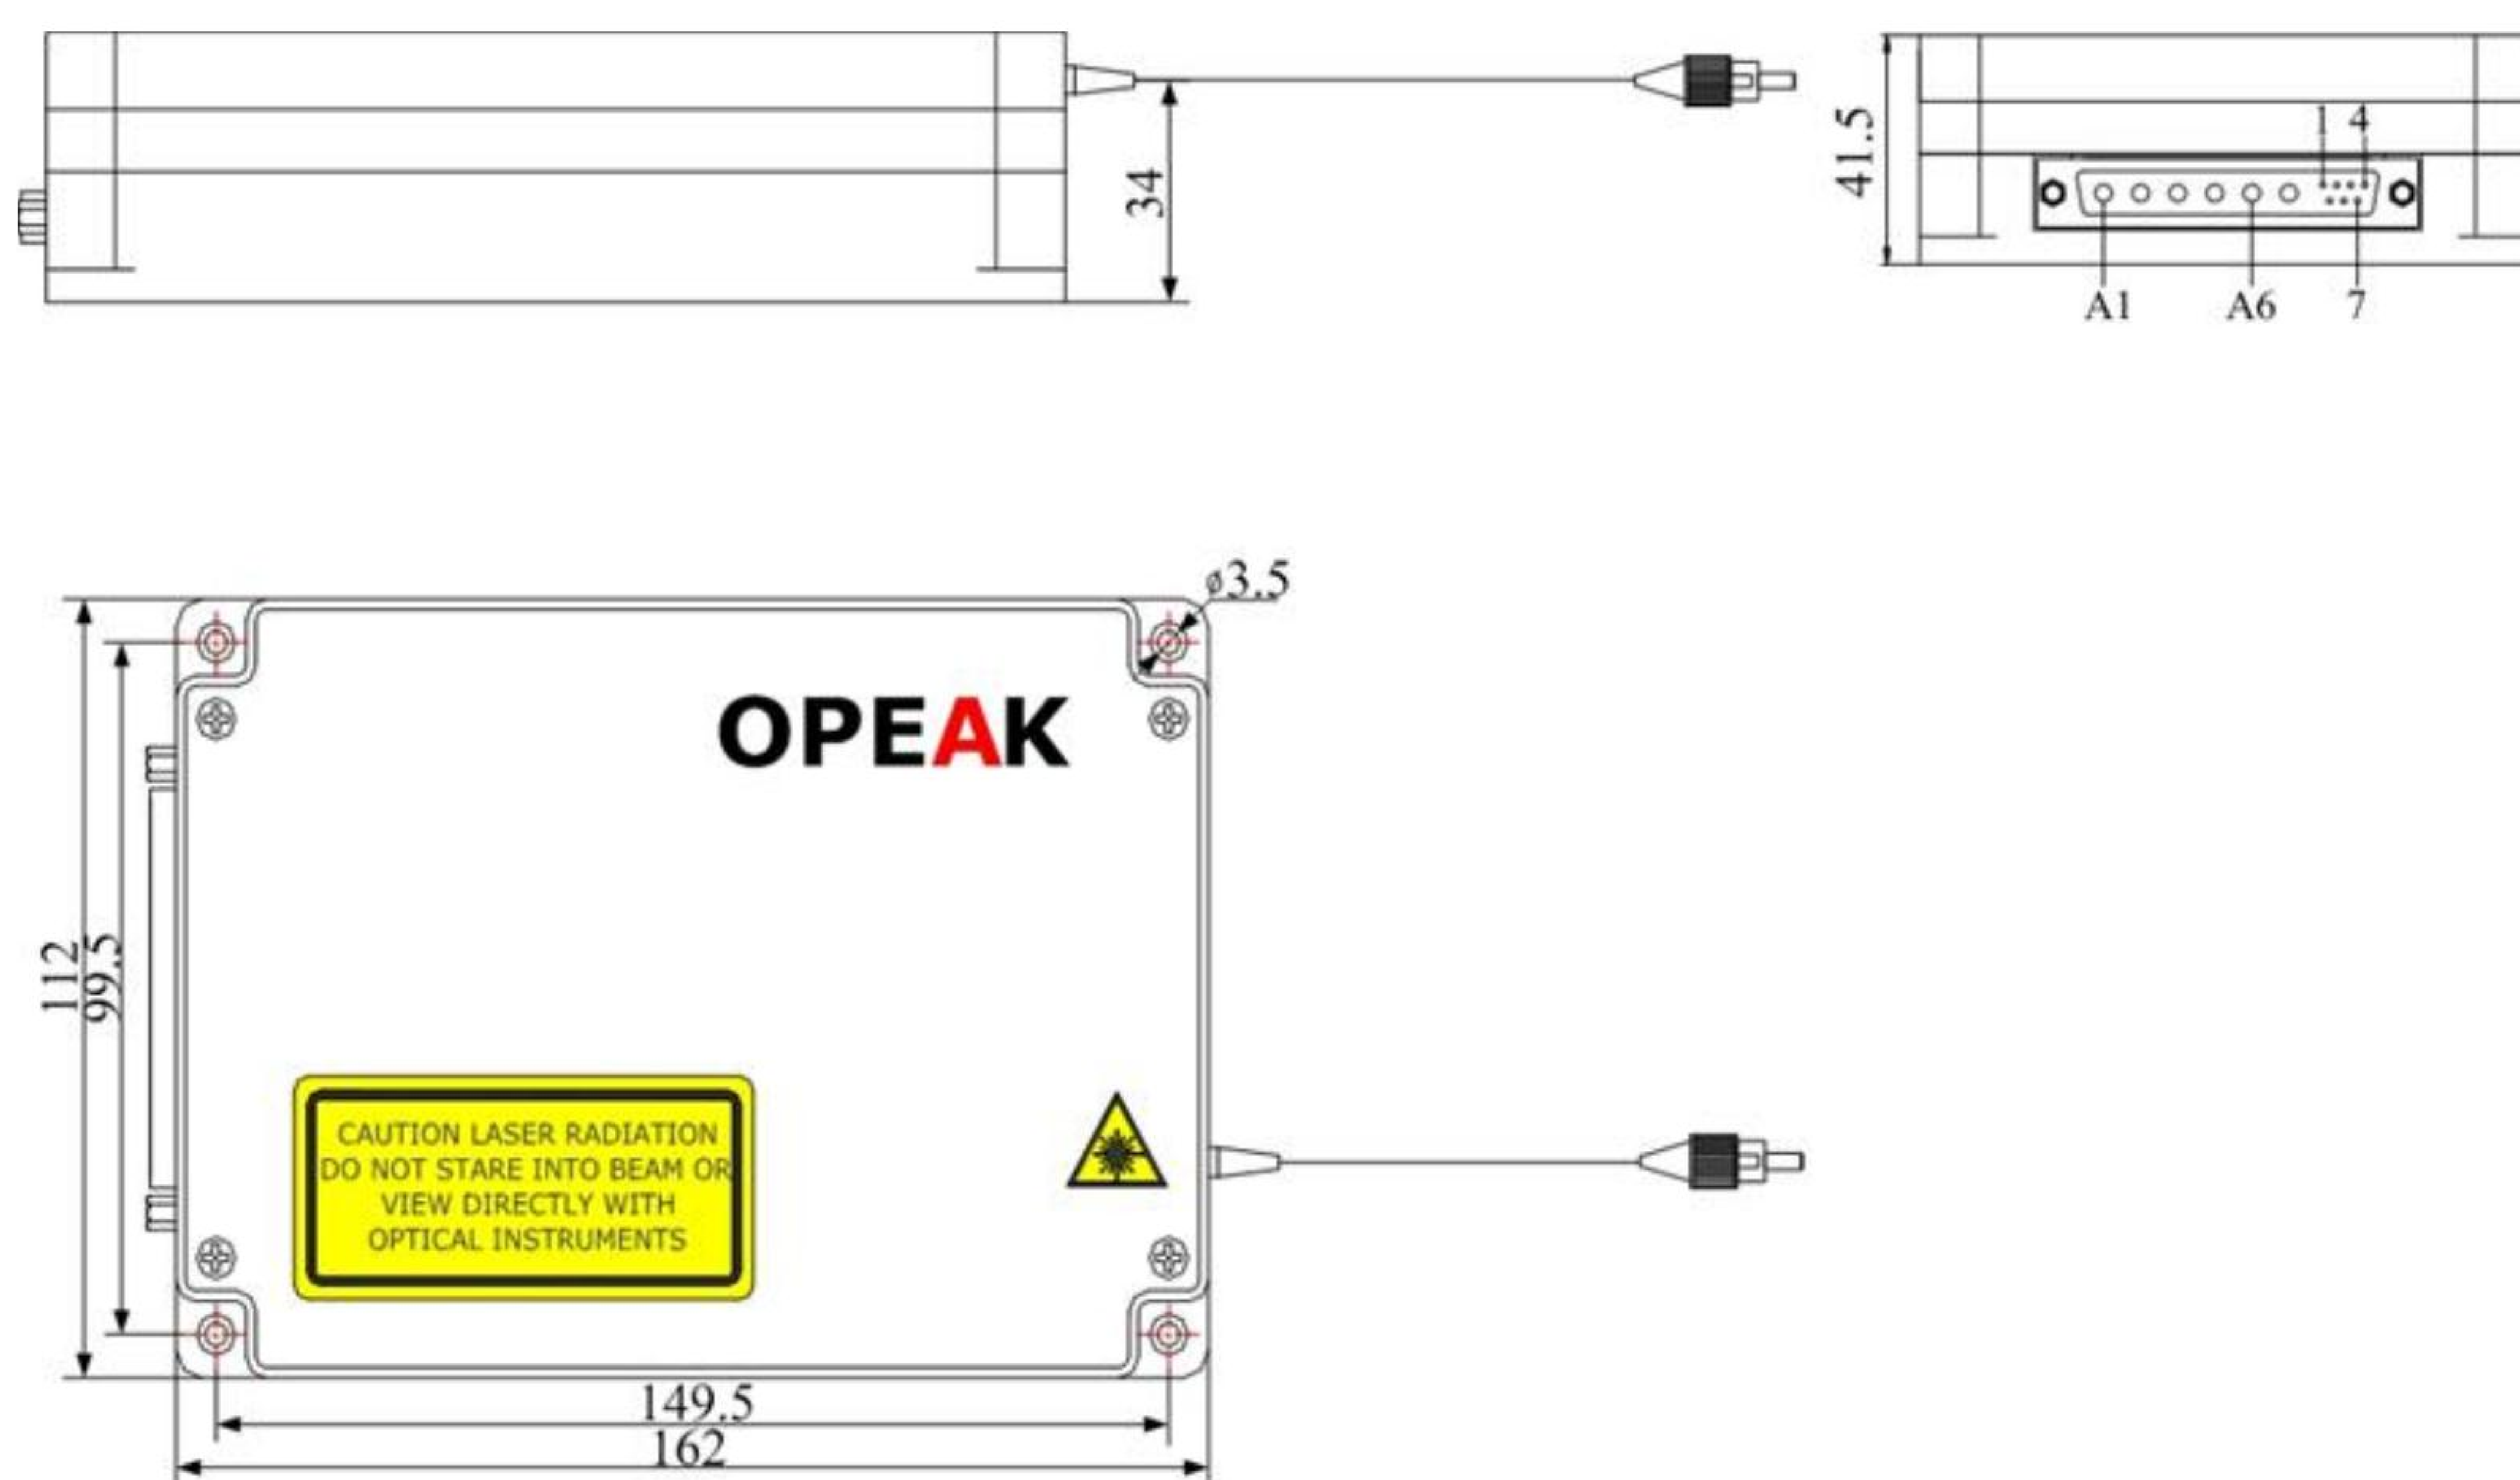 34
41.5
1 4
A1 A6 7
ø3.5
OPEAK
112
99.5
CAUTION LASER RADIATION
DO NOT STARE INTO BEAM OR
VIEW DIRECTLY WITH
OPTICAL INSTRUMENTS
149.5
162